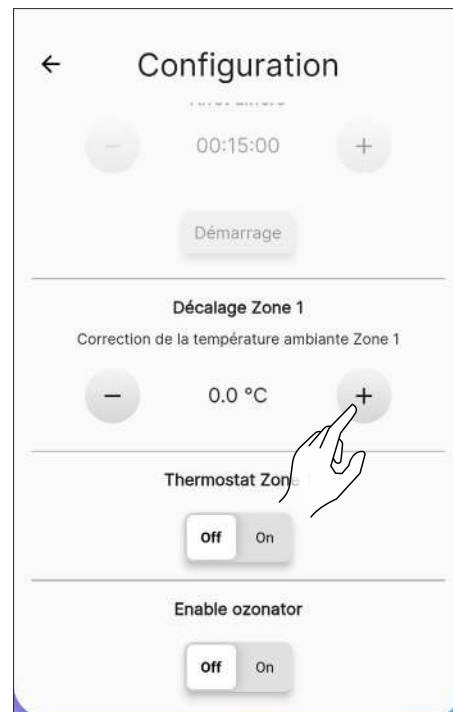 Configuration
00:15:00
Démarrage
Décalage Zone 1
Correction de la température ambiante Zone 1
0.0 °C
Thermostat Zone
Off On
Enable ozonator
Off On